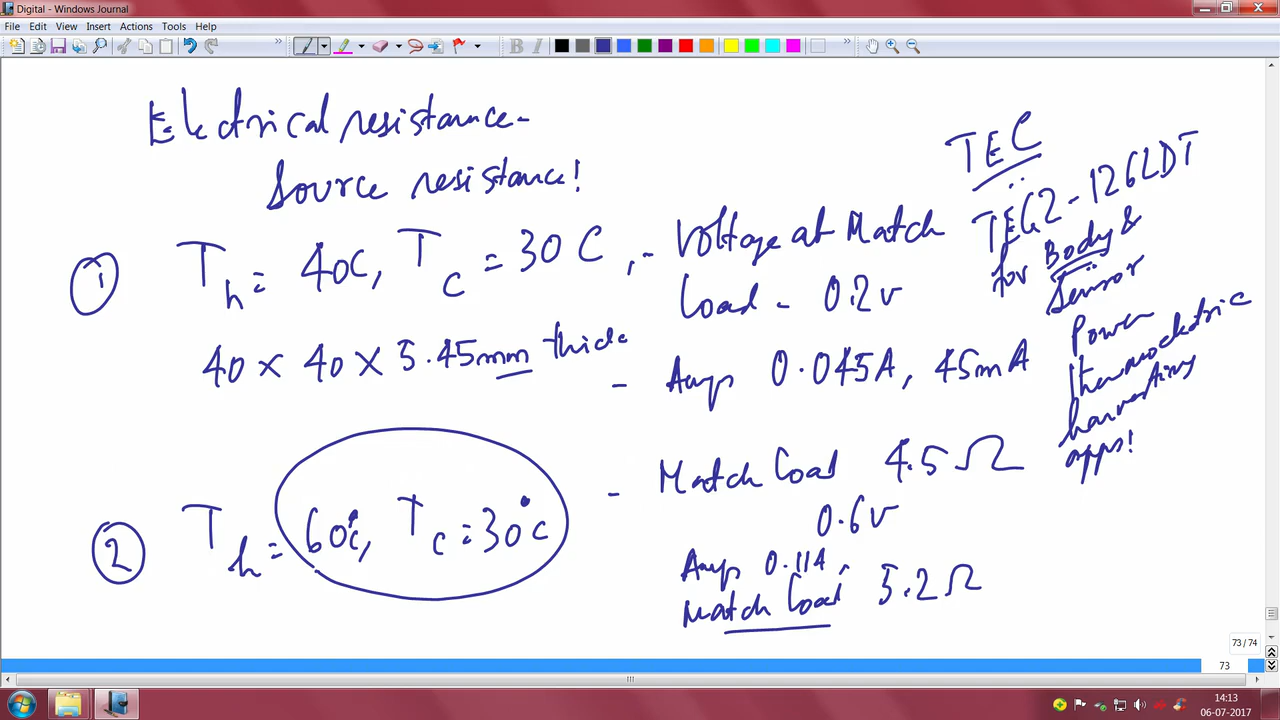 Digital - Windows Journal
File Edit View Insert Actions Tools Help
B I
Electrical resistance -
Source resistance!
TEC
TEG2 - 126LDT
for Body &
Sensor
Power
thermoelectric
harvesting
apps!
① Th = 40C, Tc = 30 C, - Voltage at Match
Load - 0.2v
40 × 40 × 5.45mm thick
- Amp 0.045A, 45mA
- Match Load 4.5 Ω
② Th = 60°C, Tc = 30°C
0.6v
Amp 0.114,
Match Load 5.2 Ω
73 / 74
73
14:13
06-07-2017